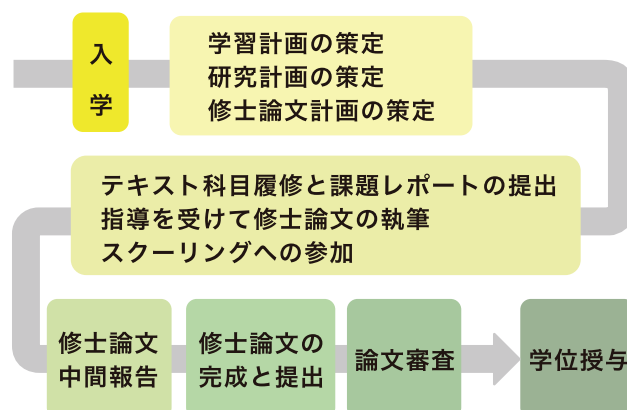 入学
学習計画の策定
研究計画の策定
修士論文計画の策定
テキスト科目履修と課題レポートの提出
指導を受けて修士論文の執筆
スクーリングへの参加
修士論文
中間報告
修士論文の
完成と提出
論文審査
学位授与